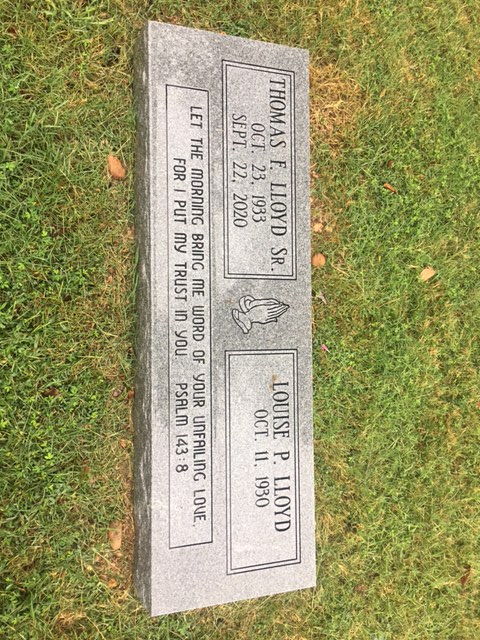 THOMAS F. LLOYD SR.
OCT. 23, 1933
SEPT. 22, 2020
LOUISE P. LLOYD
OCT. 11, 1930
LET THE MORNING BRING ME WORD OF YOUR UNFAILING LOVE,
FOR I PUT MY TRUST IN YOU PSALM 143:8